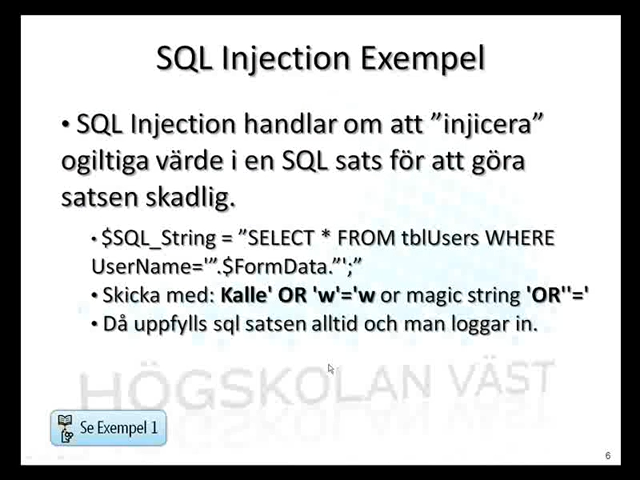 SQL Injection Exempel
• SQL Injection handlar om att ”injicera”
ogiltiga värde i en SQL sats för att göra
satsen skadlig.
• $SQL_String = ”SELECT * FROM tblUsers WHERE
UserName='”.$FormData.”';”
• Skicka med: Kalle' OR 'w'='w or magic string 'OR''='
• Då uppfylls sql satsen alltid och man loggar in.
HÖGSKOLAN VÄST
Se Exempel 1
6